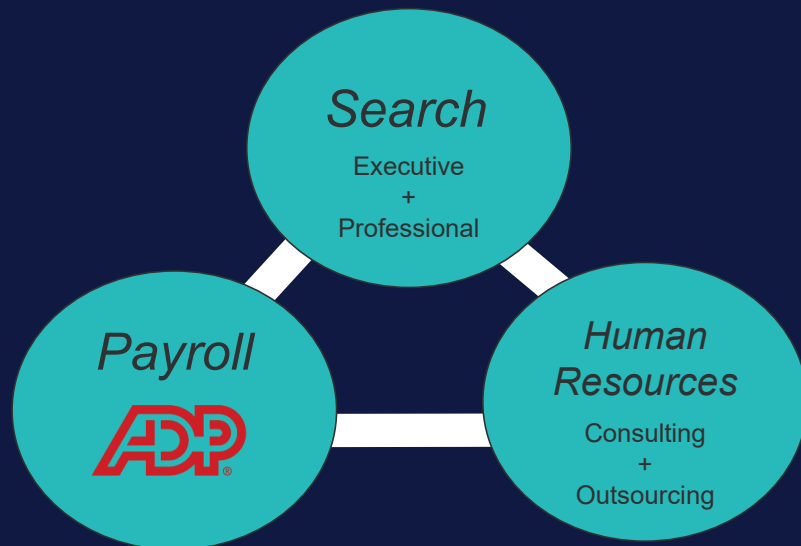 Search
Executive
+
Professional
Payroll
ADP®
Human
Resources
Consulting
+
Outsourcing